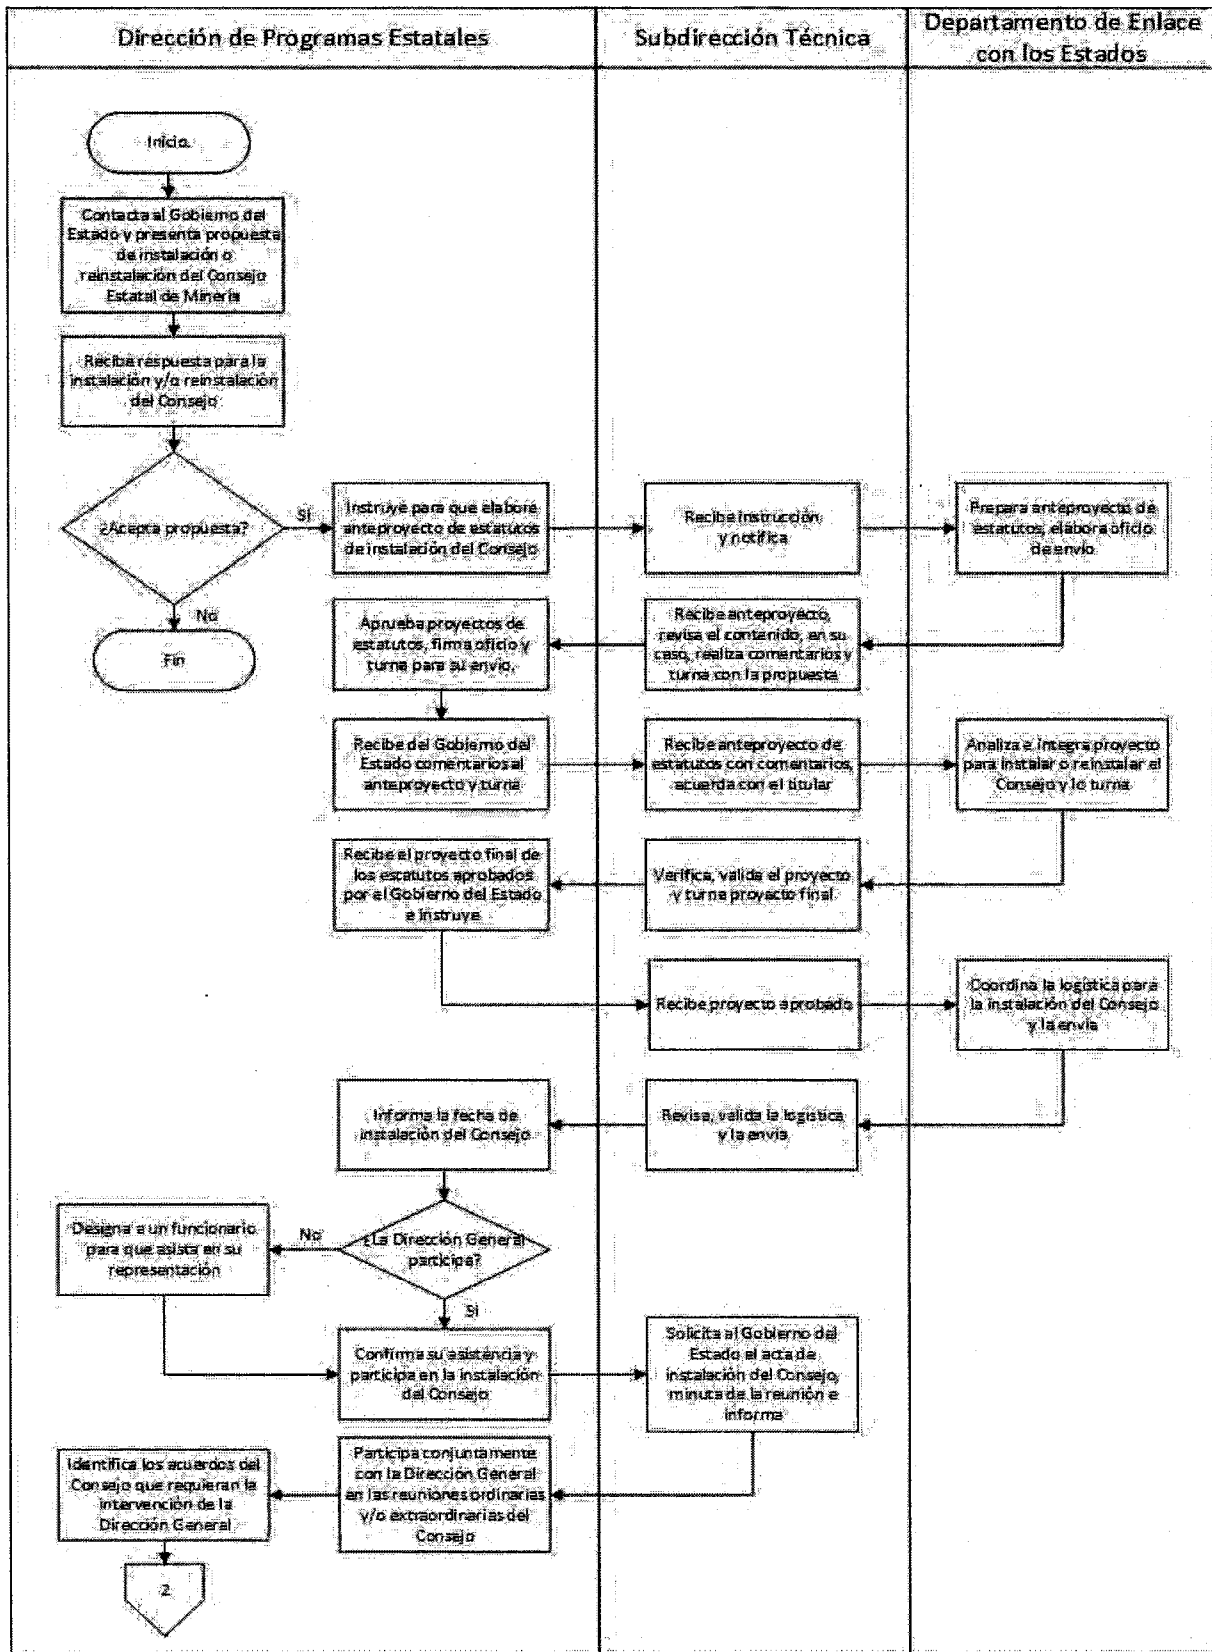 Dirección de Programas Estatales
Subdirección Técnica
Departamento de Enlace
con los Estados
Inicio.
Contacta al Gobierno del
Estado y presenta propuesta
de instalación o
reinstalación del Consejo
Estatal de Minería
Recibe respuesta para la
instalación y/o reinstalación
del Consejo
¿Acepta propuesta?
Sí
No
Fin
Instruye para que elabore
anteproyecto de estatutos
de instalación del Consejo
Recibe instrucción
y notifica
Prepara anteproyecto de
estatutos, elabora oficio
de envío
Aprueba proyectos de
estatutos, firma oficio y
turna para su envío.
Recibe anteproyecto,
revisa el contenido, en su
caso, realiza comentarios y
turna con la propuesta
Recibe del Gobierno del
Estado comentarios al
anteproyecto y turna
Recibe anteproyecto de
estatutos con comentarios,
acuerda con el titular
Analiza e integra proyecto
para instalar o reinstalar el
Consejo y lo turna
Recibe el proyecto final de
los estatutos aprobados
por el Gobierno del Estado
e instruye
Verifica, valida el proyecto
y turna proyecto final
Recibe proyecto aprobado
Coordina la logística para
la instalación del Consejo
y la envía
Informa la fecha de
instalación del Consejo
Revisa, valida la logística
y la envía
¿La Dirección General
participa?
No
Sí
Designa a un funcionario
para que asista en su
representación
Confirma su asistencia y
participa en la instalación
del Consejo
Solicita al Gobierno del
Estado el acta de
instalación del Consejo,
minuta de la reunión e
informa
Participa conjuntamente
con la Dirección General
en las reuniones ordinarias
y/o extraordinarias del
Consejo
Identifica los acuerdos del
Consejo que requieran la
intervención de la
Dirección General
2